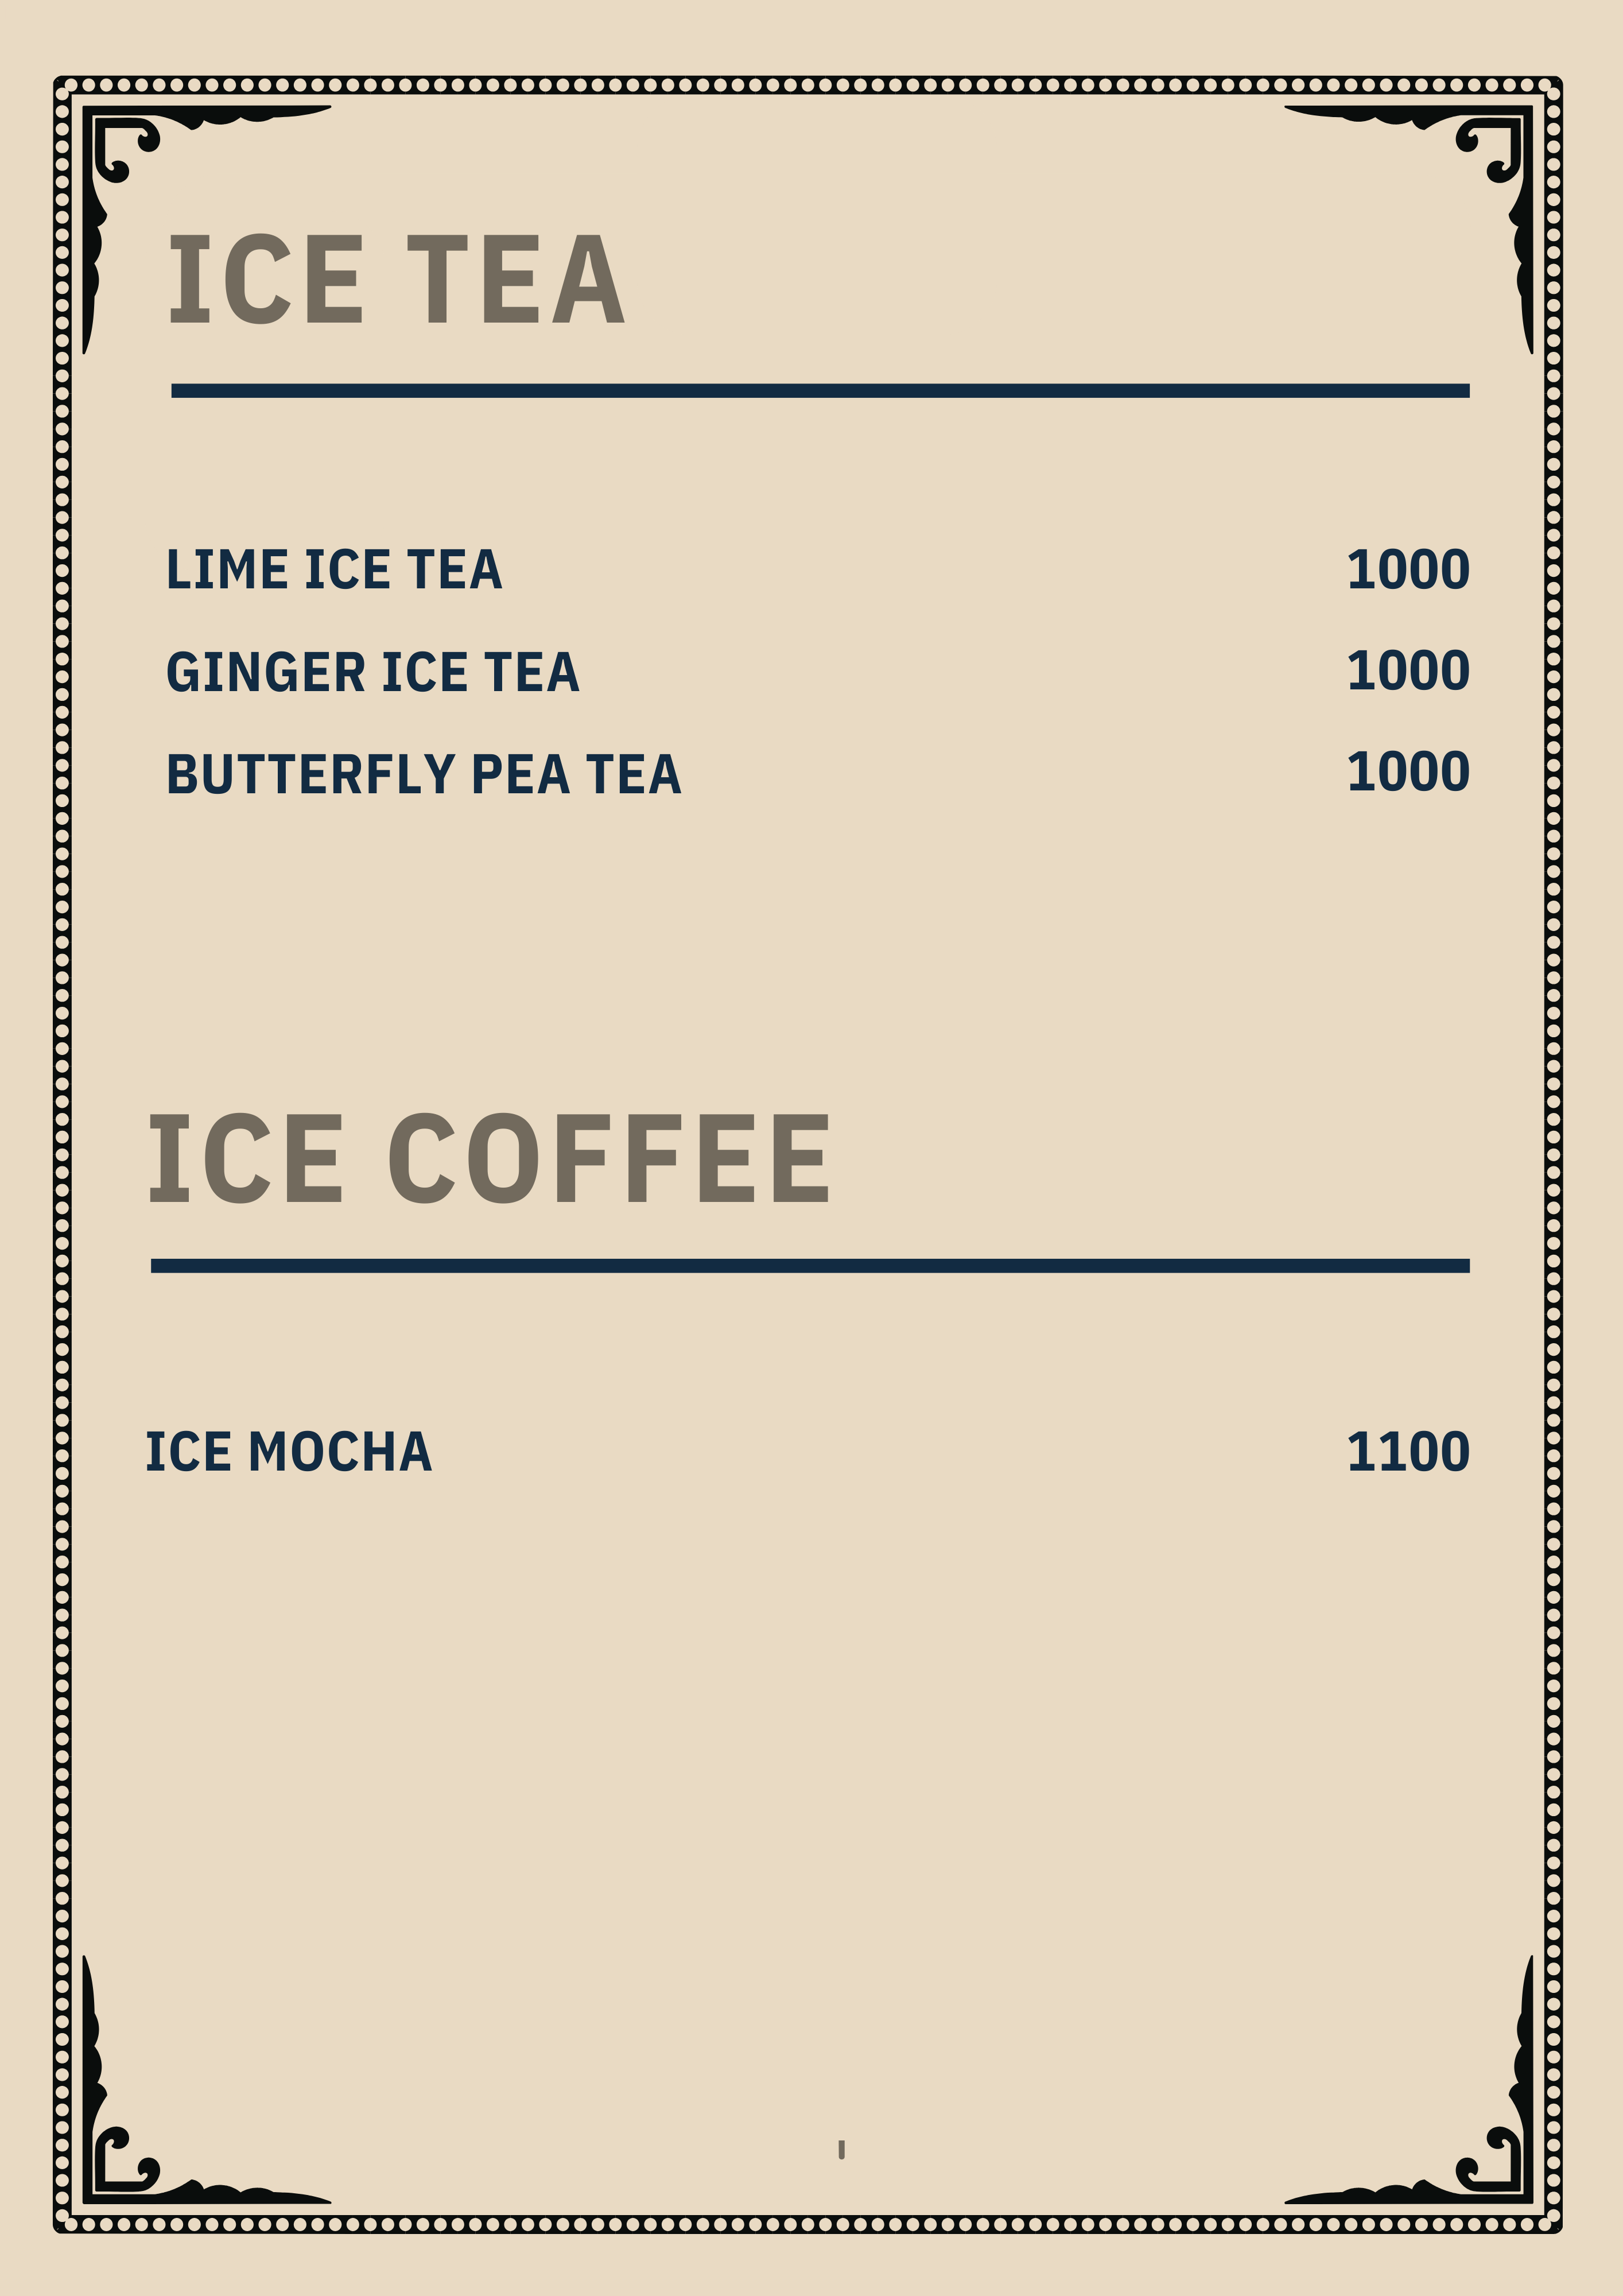 ICE TEA
LIME ICE TEA 1000
GINGER ICE TEA 1000
BUTTERFLY PEA TEA 1000
ICE COFFEE
ICE MOCHA 1100
'